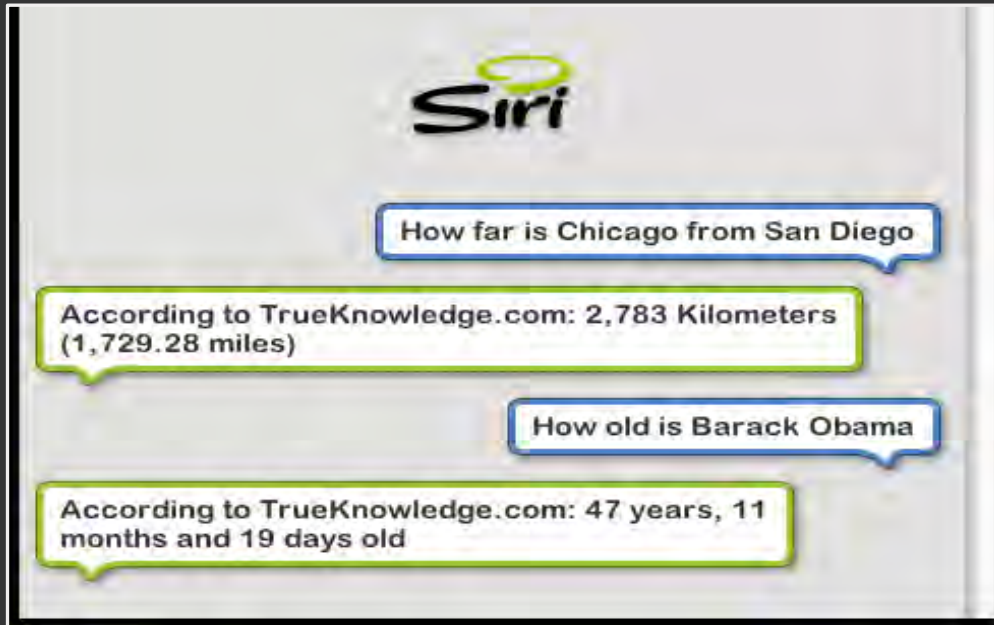 Siri
How far is Chicago from San Diego
According to TrueKnowledge.com: 2,783 Kilometers
(1,729.28 miles)
How old is Barack Obama
According to TrueKnowledge.com: 47 years, 11
months and 19 days old